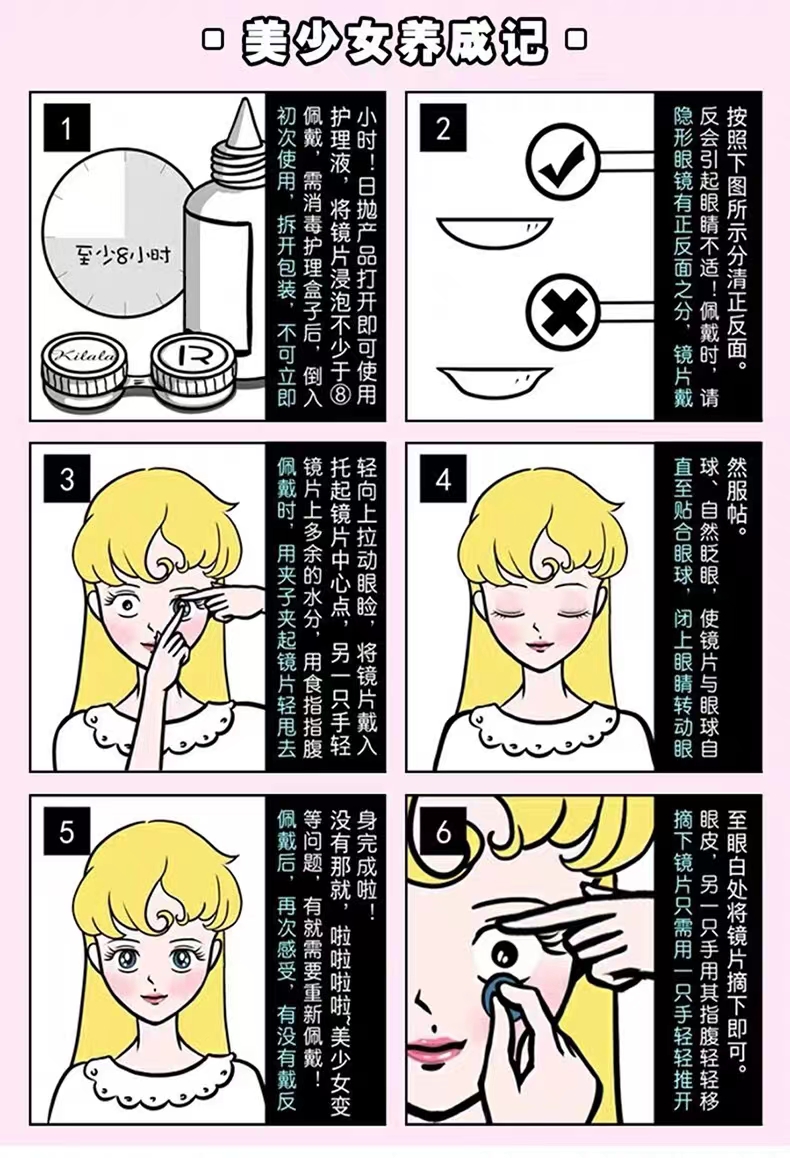 美少女养成记
1
至少8小时
Kilala
R
初次使用，拆开包装，不可立即
佩戴，需消毒护理盒子后，倒入
护理液，将镜片浸泡不少于⑧
小时！日抛产品打开即可使用
2
隐形眼镜有正反面之分，镜片戴
反会引起眼睛不适！佩戴时，请
按照下图所示分清正反面。
3
佩戴时，用夹子夹起镜片轻甩去
镜片上多余的水分，用食指指腹
托起镜片中心点，另一只手轻
轻向上拉动眼睑，将镜片戴入
4
直至贴合眼球，闭上眼睛转动眼
球、自然眨眼，使镜片与眼球自
然服帖。
5
佩戴后，再次感受，有没有戴反
等问题，有就需要重新佩戴！
没有那就，啦啦啦啦~美少女变
身完成啦！
6
摘下镜片只需用一只手轻轻推开
眼皮，另一只手用其指腹轻轻移
至眼白处将镜片摘下即可。